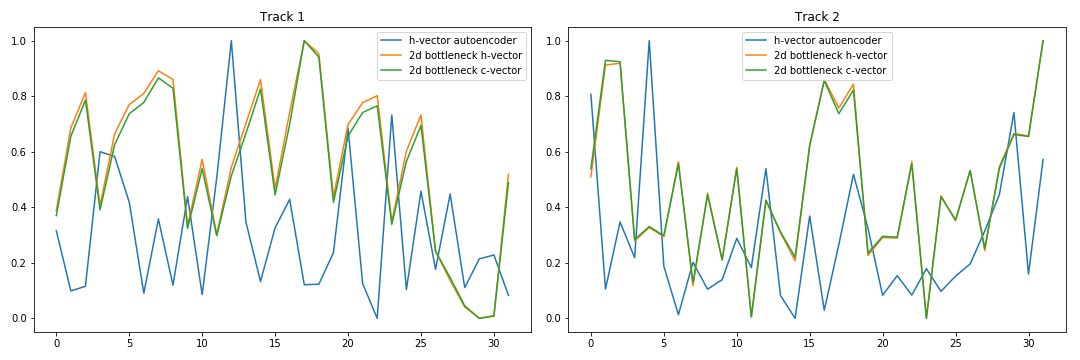 Track 1
h-vector autoencoder
2d bottleneck h-vector
2d bottleneck c-vector
1.0
0.8
0.6
0.4
0.2
0.0
0 5 10 15 20 25 30
Track 2
h-vector autoencoder
2d bottleneck h-vector
2d bottleneck c-vector
1.0
0.8
0.6
0.4
0.2
0.0
0 5 10 15 20 25 30